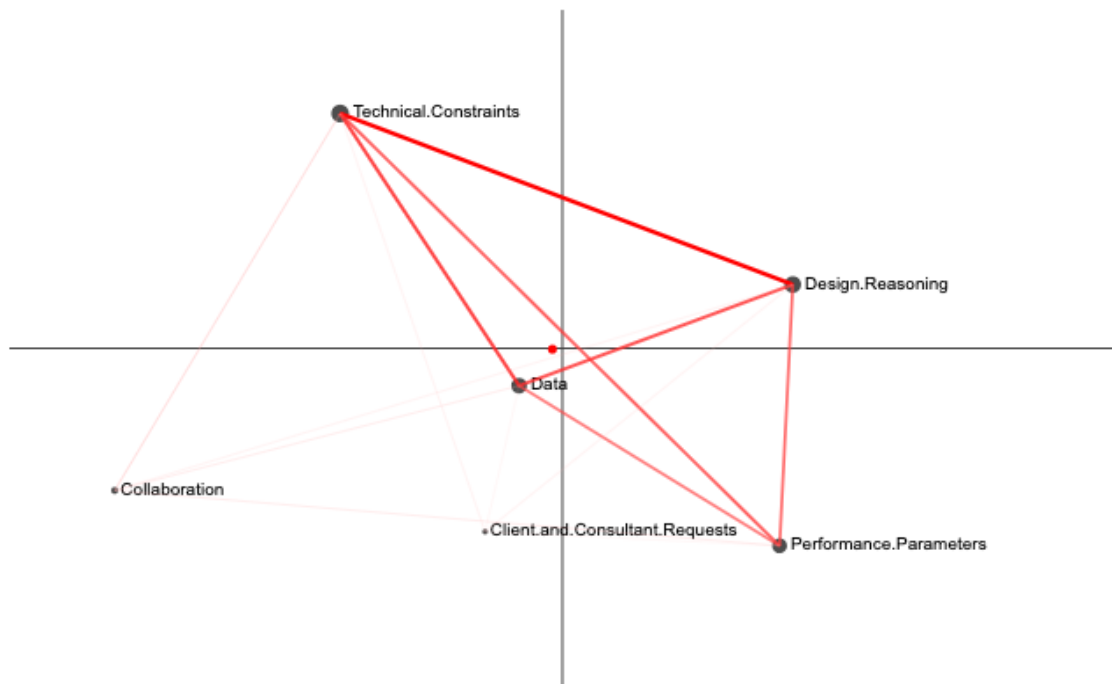 Technical.Constraints
Design.Reasoning
Data
Collaboration
Client.and.Consultant.Requests
Performance.Parameters